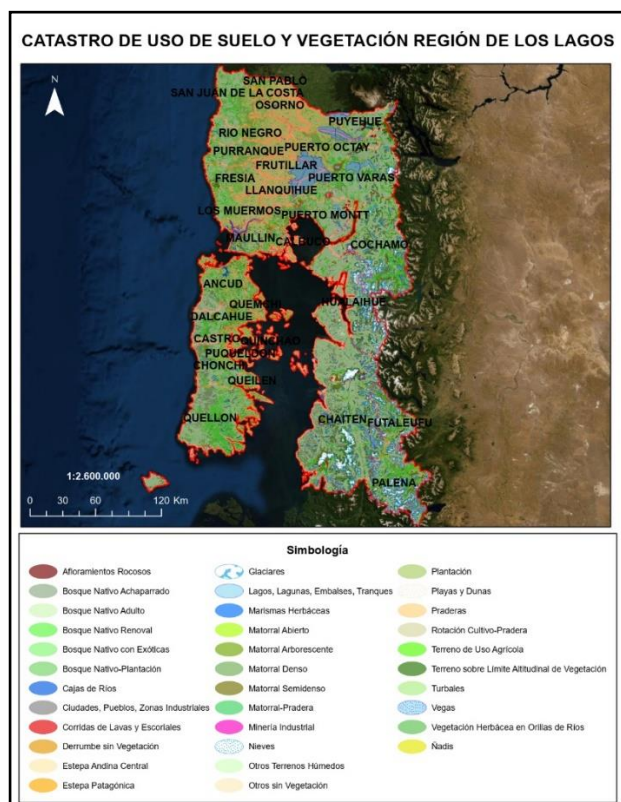 CATASTRO DE USO DE SUELO Y VEGETACIÓN REGIÓN DE LOS LAGOS
N
SAN PABLO
SAN JUAN DE LA COSTA
OSORNO
PUYEHUE
RIO NEGRO
PUERTO OCTAY
PURRANQUE
FRUTILLAR
FRESIA
PUERTO VARAS
LLANQUIHUE
LOS MUERMOS
PUERTO MONTT
MAULLIN
CALBUCO
COCHAMO
ANCUD
QUEMCHI
HUALAIHUE
DALCAHUE
CASTRO
QUINCHAO
PUQUELDON
CHONCHI
QUEILEN
QUELLON
CHAITEN
FUTALEUFU
PALENA
1:2.600.000
0 30 60 120 Km
Simbología
Afloramientos Rocosos
Bosque Nativo Achaparrado
Bosque Nativo Adulto
Bosque Nativo Renoval
Bosque Nativo con Exóticas
Bosque Nativo-Plantación
Cajas de Ríos
Ciudades, Pueblos, Zonas Industriales
Corridas de Lavas y Escoriales
Derrumbe sin Vegetación
Estepa Andina Central
Estepa Patagónica
Glaciares
Lagos, Lagunas, Embalses, Tranques
Marismas Herbáceas
Matorral Abierto
Matorral Arborescente
Matorral Denso
Matorral Semidenso
Matorral-Pradera
Minería Industrial
Nieves
Otros Terrenos Húmedos
Otros sin Vegetación
Plantación
Playas y Dunas
Praderas
Rotación Cultivo-Pradera
Terreno de Uso Agrícola
Terreno sobre Límite Altitudinal de Vegetación
Turbales
Vegas
Vegetación Herbácea en Orillas de Ríos
Ñadis